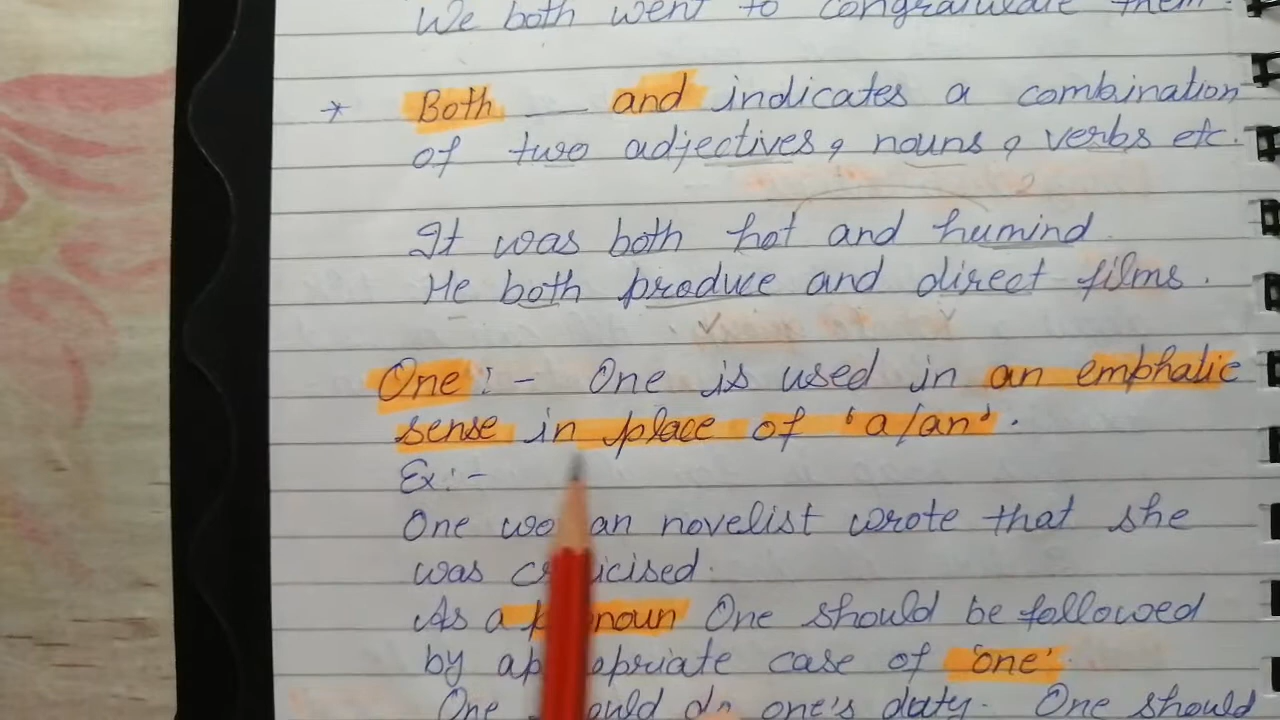 We both went to congratulate them.
* Both __ and indicates a combination
of two adjectives, nouns, verbs etc.
It was both hot and humind.
He both produce and direct films.
One :- One is used in an emphatic
sense in place of 'a/an'.
Ex :-
One an novelist wrote that she
was
As a One should be followed
by case of 'one'.
One one's duty. One should